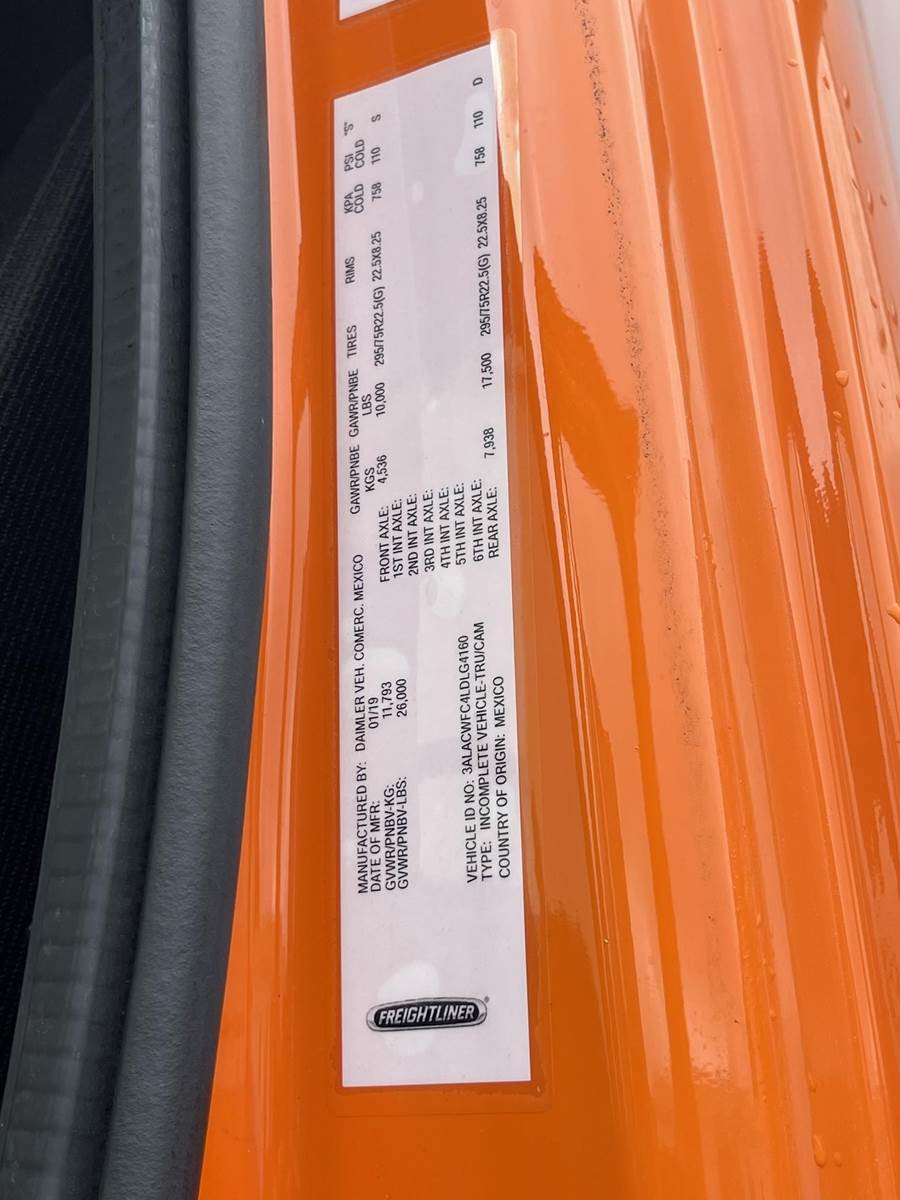 FREIGHTLINER
MANUFACTURED BY: DAIMLER VEH. COMERC. MEXICO
DATE OF MFR: 01/19
GVWR/PNBV-KG: 11,793
GVWR/PNBV-LBS: 26,000
VEHICLE ID NO: 3ALACWFC4LDLG4160
TYPE: INCOMPLETE VEHICLE-TRU/CAM
COUNTRY OF ORIGIN: MEXICO
GAWR/PNBE GAWR/PNBE TIRES RIMS KPA PSI "S"
KGS LBS COLD COLD
FRONT AXLE: 4,536 10,000 295/75R22.5(G) 22.5X8.25 758 110 S
1ST INT AXLE:
2ND INT AXLE:
3RD INT AXLE:
4TH INT AXLE:
5TH INT AXLE:
6TH INT AXLE:
REAR AXLE: 7,938 17,500 295/75R22.5(G) 22.5X8.25 758 110 D